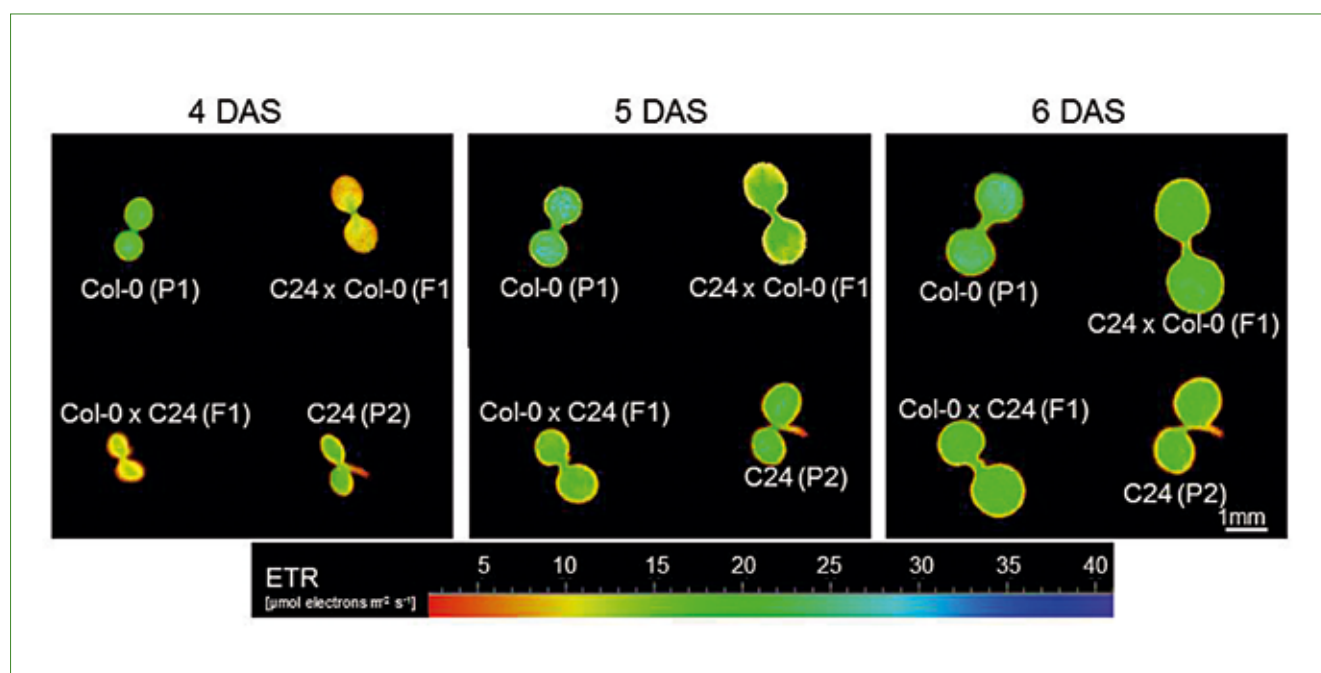 4 DAS
Col-0 (P1)
C24 x Col-0 (F1
Col-0 x C24 (F1)
C24 (P2)
5 DAS
Col-0 (P1)
C24 x Col-0 (F1
Col-0 x C24 (F1)
C24 (P2)
6 DAS
Col-0 (P1)
C24 x Col-0 (F1)
Col-0 x C24 (F1)
C24 (P2)
1mm
ETR
[µmol electrons m⁻² s⁻¹]
5 10 15 20 25 30 35 40